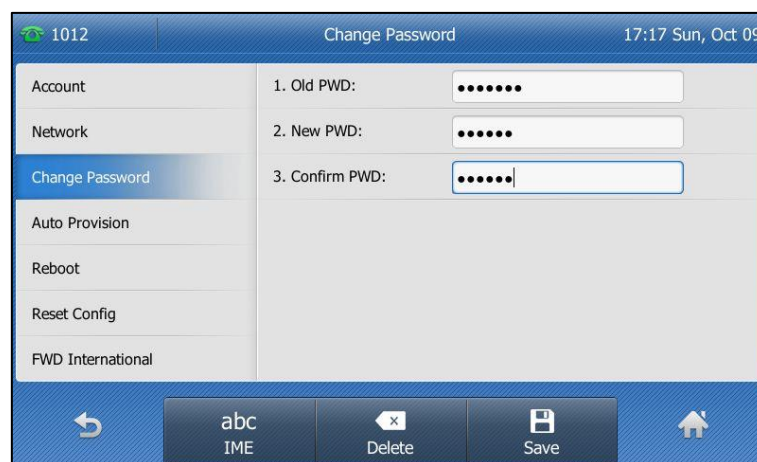 1012 Change Password 17:17 Sun, Oct 09
Account
1. Old PWD: •••••••
Network
2. New PWD: ••••••
Change Password
3. Confirm PWD: ••••••
Auto Provision
Reboot
Reset Config
FWD International
abc
IME
Delete
Save